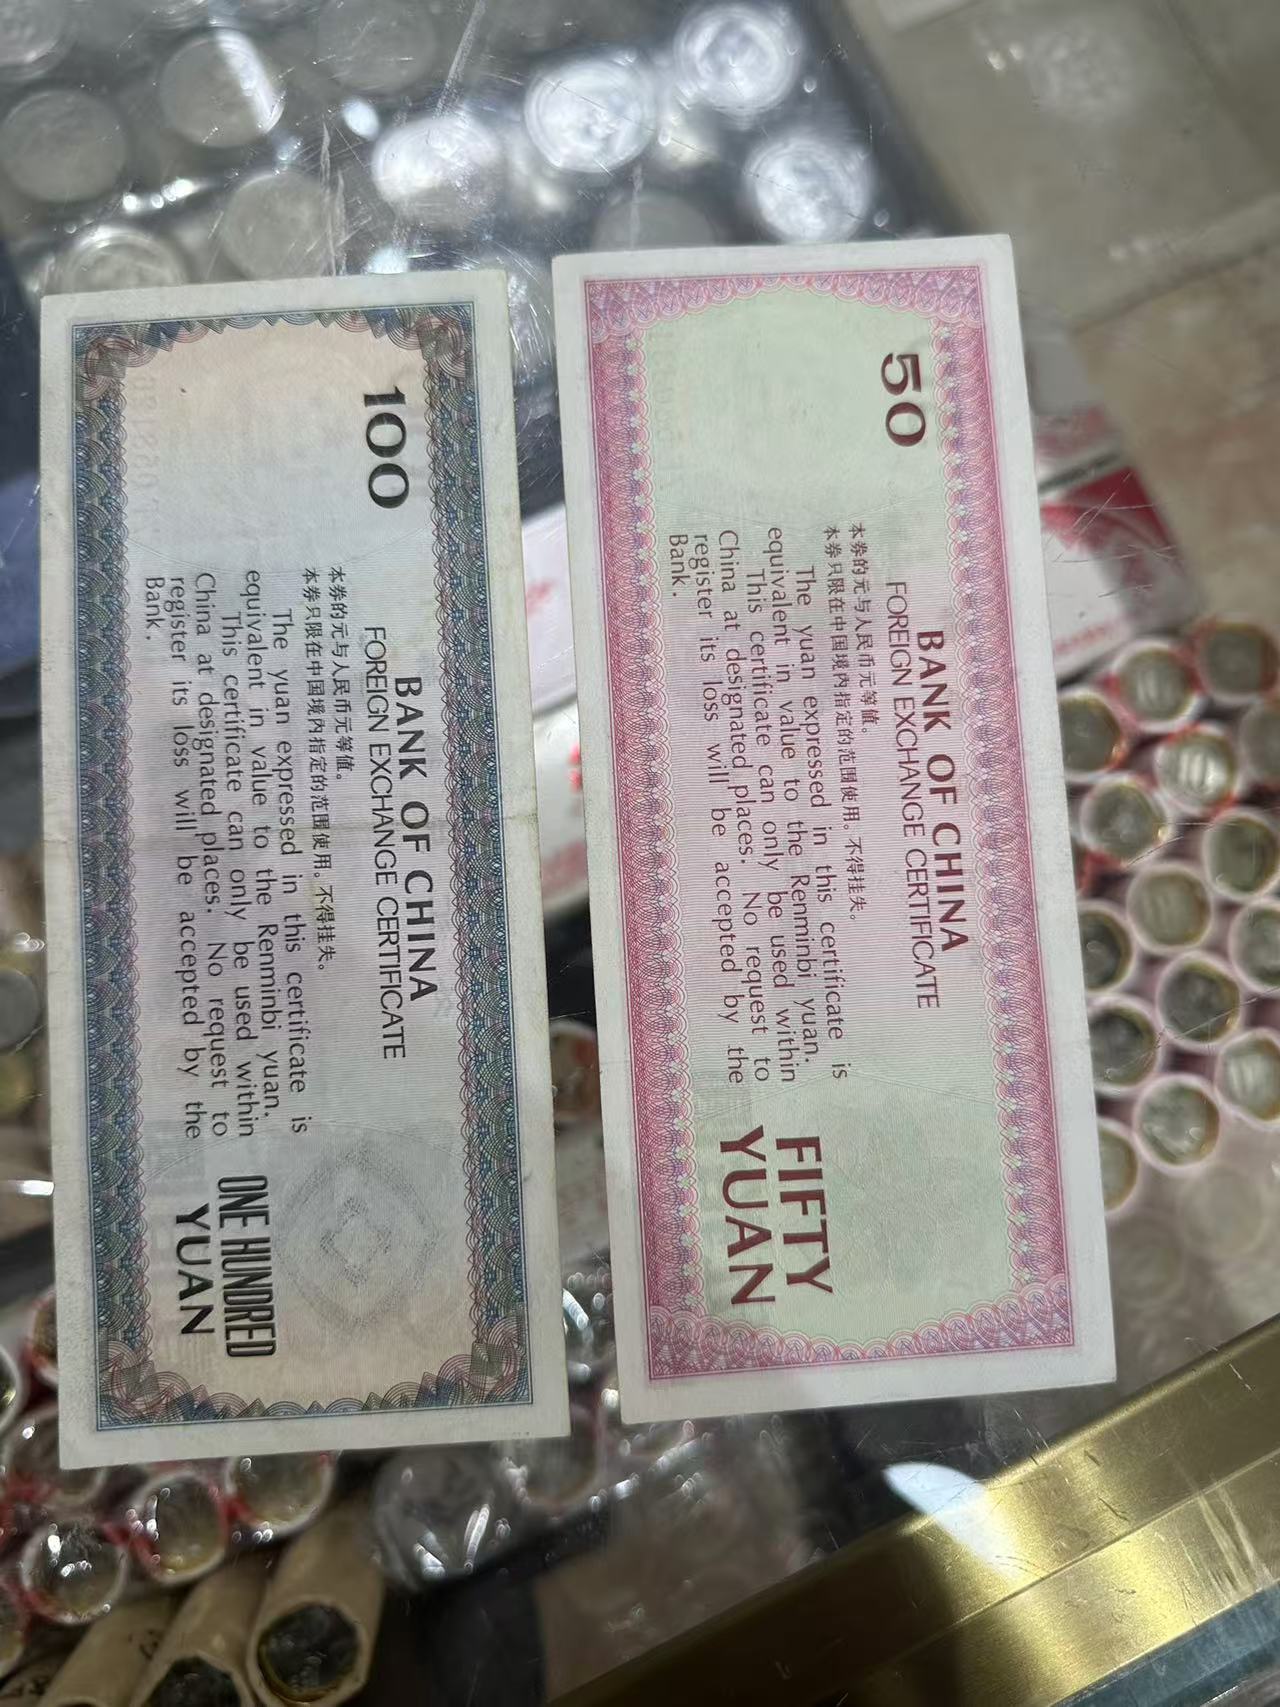 100
BANK OF CHINA
FOREIGN EXCHANGE CERTIFICATE
本券的元与人民币元等值。
本券只限在中国境内指定的范围使用。不得挂失。
The yuan expressed in this certificate is
equivalent in value to the Renminbi yuan.
This certificate can only be used within
China at designated places. No request to
register its loss will be accepted by the
Bank.
ONE HUNDRED
YUAN
50
BANK OF CHINA
FOREIGN EXCHANGE CERTIFICATE
本券的元与人民币元等值。
本券只限在中国境内指定的范围使用。不得挂失。
The yuan expressed in this certificate is
equivalent in value to the Renminbi yuan.
This certificate can only be used within
China at designated places. No request to
register its loss will be accepted by the
Bank.
FIFTY
YUAN